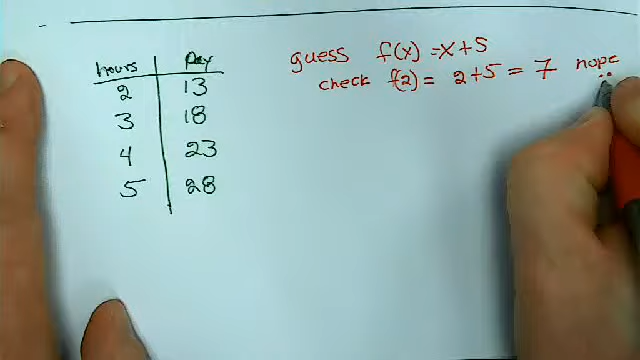 hours Pay
2 13
3 18
4 23
5 28
guess f(x) = x + 5
check f(2) = 2 + 5 = 7 nope